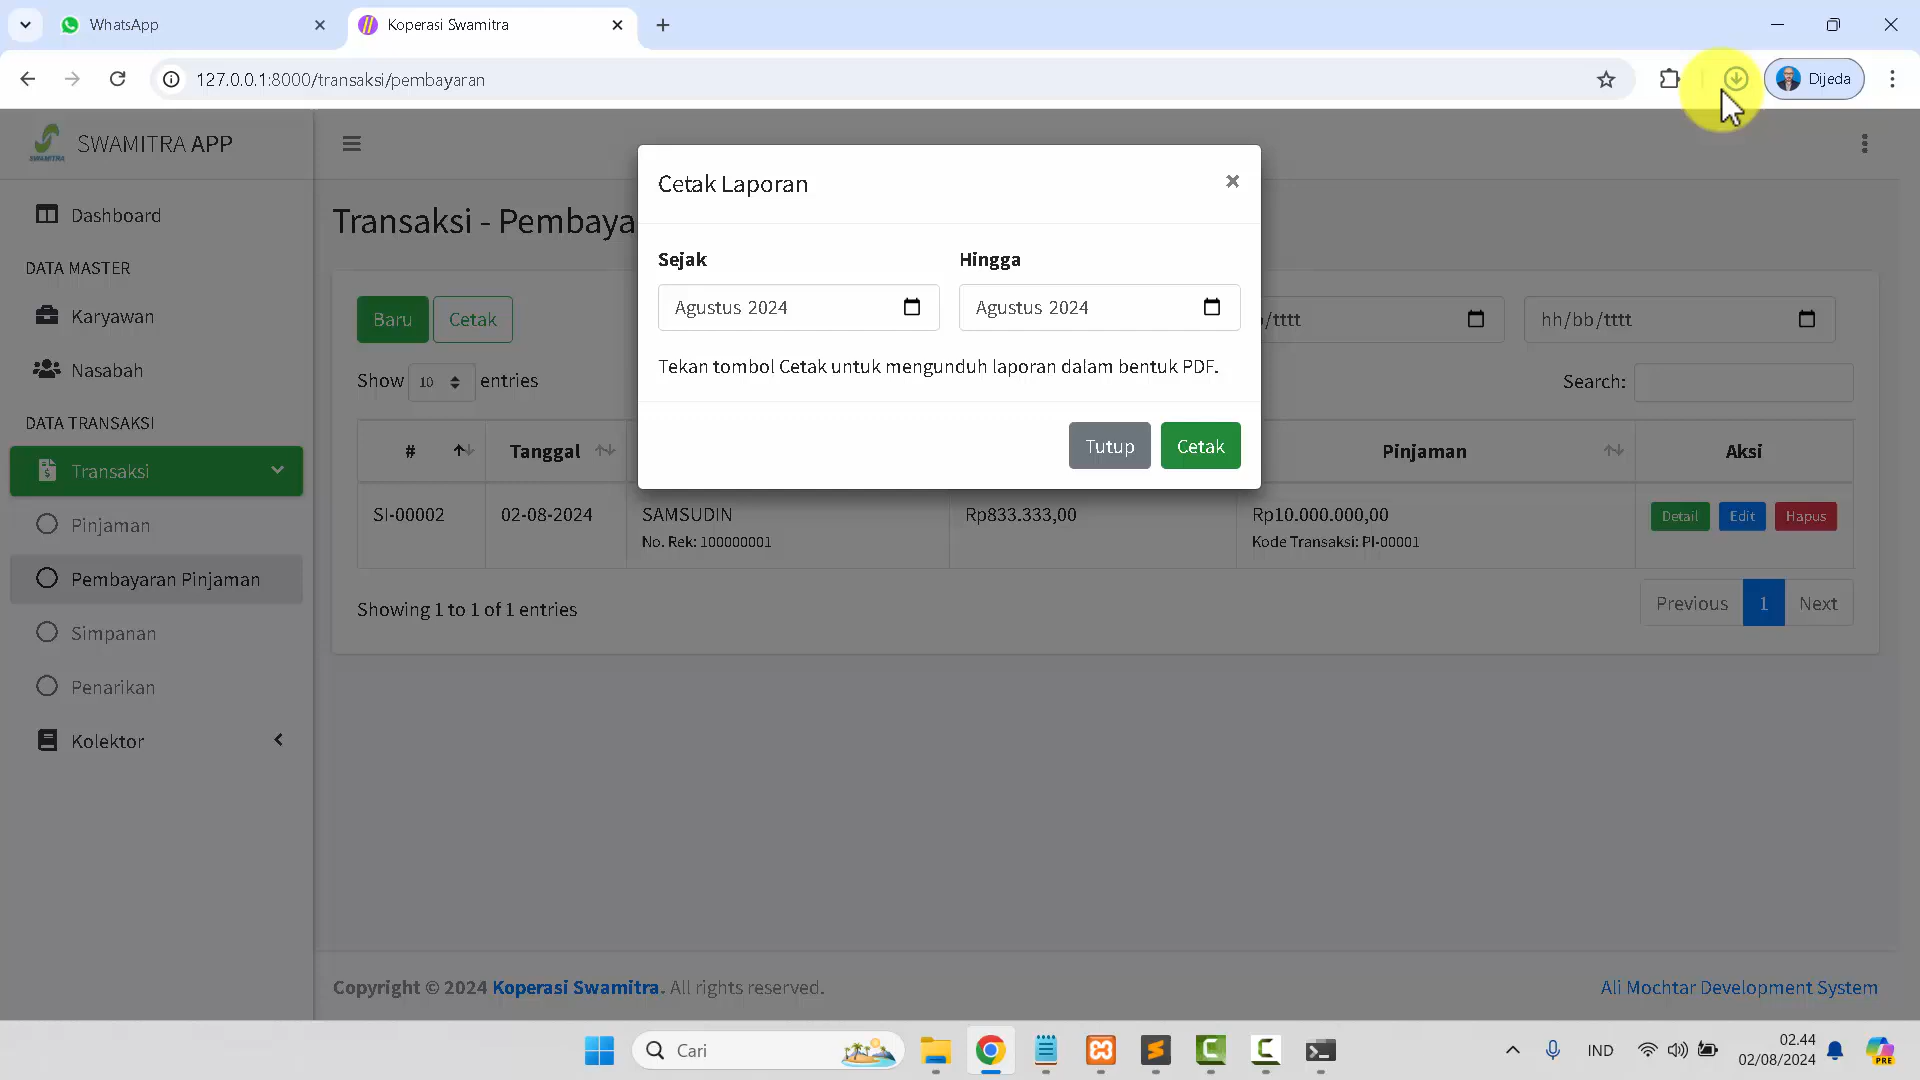 WhatsApp
Koperasi Swamitra
127.0.0.1:8000/transaksi/pembayaran
Dijeda
SWAMITRA
SWAMITRA APP
Dashboard
DATA MASTER
Karyawan
Nasabah
DATA TRANSAKSI
Transaksi
Pinjaman
Pembayaran Pinjaman
Simpanan
Penarikan
Kolektor
Transaksi - Pembaya
Baru
Cetak
/tttt
hh/bb/tttt
Show 10 entries
Search:
# Tanggal Pinjaman Aksi
SI-00002 02-08-2024 SAMSUDIN Rp833.333,00 Rp10.000.000,00 Detail Edit Hapus
No. Rek: 100000001 Kode Transaksi: PI-00001
Showing 1 to 1 of 1 entries
Previous 1 Next
Cetak Laporan
×
Sejak Hingga
Agustus 2024 Agustus 2024
Tekan tombol Cetak untuk mengunduh laporan dalam bentuk PDF.
Tutup Cetak
Copyright © 2024 Koperasi Swamitra. All rights reserved.
Ali Mochtar Development System
Cari
IND
02.44
02/08/2024
PRE